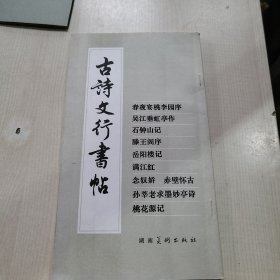 古詩文行書帖
春夜宴桃李园序
吴江垂虹亭作
石钟山记
滕王阁序
岳阳楼记
满江红
念奴娇 赤壁怀古
孙莘老求墨妙亭诗
桃花源记
湖南美术出版社